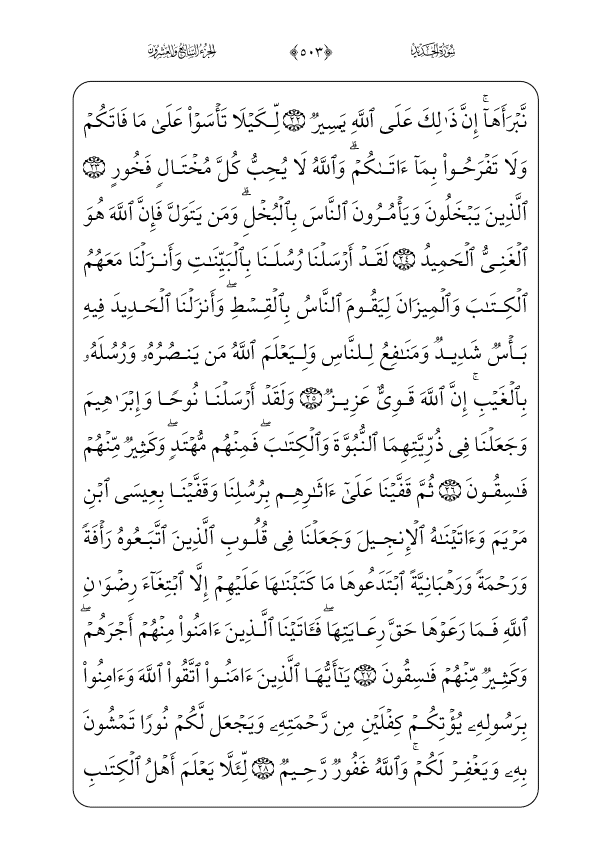 سُورَةُ الحَدِيدِ ﴿٥٠٣﴾ الجُزْءُ السَّابِعُ وَالعِشْرُونَ
نَّبۡرَأَهَآۚ إِنَّ ذَٰلِكَ عَلَى ٱللَّهِ يَسِيرٞ ٢٢ لِّكَيۡلَا تَأۡسَوۡاْ عَلَىٰ مَا فَاتَكُمۡ
وَلَا تَفۡرَحُواْ بِمَآ ءَاتَىٰكُمۡۗ وَٱللَّهُ لَا يُحِبُّ كُلَّ مُخۡتَالٖ فَخُورٍ ٢٣
ٱلَّذِينَ يَبۡخَلُونَ وَيَأۡمُرُونَ ٱلنَّاسَ بِٱلۡبُخۡلِۗ وَمَن يَتَوَلَّ فَإِنَّ ٱللَّهَ هُوَ
ٱلۡغَنِيُّ ٱلۡحَمِيدُ ٢٤ لَقَدۡ أَرۡسَلۡنَا رُسُلَنَا بِٱلۡبَيِّنَٰتِ وَأَنزَلۡنَا مَعَهُمُ
ٱلۡكِتَٰبَ وَٱلۡمِيزَانَ لِيَقُومَ ٱلنَّاسُ بِٱلۡقِسۡطِۖ وَأَنزَلۡنَا ٱلۡحَدِيدَ فِيهِ
بَأۡسٞ شَدِيدٞ وَمَنَٰفِعُ لِلنَّاسِ وَلِيَعۡلَمَ ٱللَّهُ مَن يَنصُرُهُۥ وَرُسُلَهُۥ
بِٱلۡغَيۡبِۚ إِنَّ ٱللَّهَ قَوِيٌّ عَزِيزٞ ٢٥ وَلَقَدۡ أَرۡسَلۡنَا نُوحٗا وَإِبۡرَٰهِيمَ
وَجَعَلۡنَا فِي ذُرِّيَّتِهِمَا ٱلنُّبُوَّةَ وَٱلۡكِتَٰبَۖ فَمِنۡهُم مُّهۡتَدٖۖ وَكَثِيرٞ مِّنۡهُمۡ
فَٰسِقُونَ ٢٦ ثُمَّ قَفَّيۡنَا عَلَىٰٓ ءَاثَٰرِهِم بِرُسُلِنَا وَقَفَّيۡنَا بِعِيسَى ٱبۡنِ
مَرۡيَمَ وَءَاتَيۡنَٰهُ ٱلۡإِنجِيلَ وَجَعَلۡنَا فِي قُلُوبِ ٱلَّذِينَ ٱتَّبَعُوهُ رَأۡفَةٗ
وَرَحۡمَةٗ وَرَهۡبَانِيَّةً ٱبۡتَدَعُوهَا مَا كَتَبۡنَٰهَا عَلَيۡهِمۡ إِلَّا ٱبۡتِغَآءَ رِضۡوَٰنِ
ٱللَّهِ فَمَا رَعَوۡهَا حَقَّ رِعَايَتِهَاۖ فَـَٔاتَيۡنَا ٱلَّذِينَ ءَامَنُواْ مِنۡهُمۡ أَجۡرَهُمۡۖ
وَكَثِيرٞ مِّنۡهُمۡ فَٰسِقُونَ ٢٧ يَٰٓأَيُّهَا ٱلَّذِينَ ءَامَنُواْ ٱتَّقُواْ ٱللَّهَ وَءَامِنُواْ
بِرَسُولِهِۦ يُؤۡتِكُمۡ كِفۡلَيۡنِ مِن رَّحۡمَتِهِۦ وَيَجۡعَل لَّكُمۡ نُورٗا تَمۡشُونَ
بِهِۦ وَيَغۡفِرۡ لَكُمۡۚ وَٱللَّهُ غَفُورٞ رَّحِيمٞ ٢٨ لِّئَلَّا يَعۡلَمَ أَهۡلُ ٱلۡكِتَٰبِ